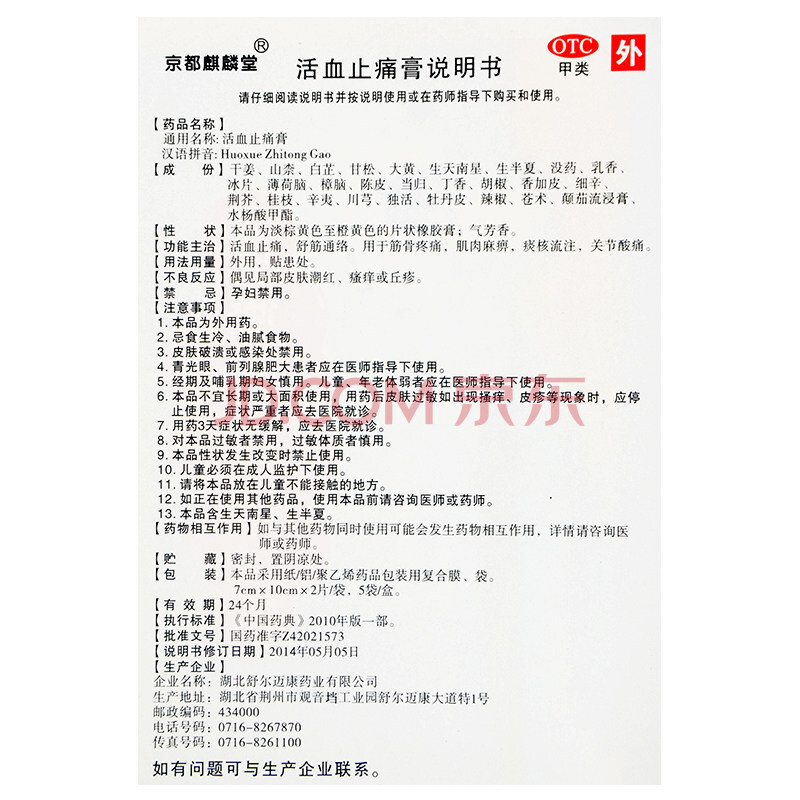 京都麒麟堂®
OTC
甲类
外
活血止痛膏说明书
请仔细阅读说明书并按说明使用或在药师指导下购买和使用。
【药品名称】
通用名称:活血止痛膏
汉语拼音:Huoxue Zhitong Gao
【成 份】干姜、山柰、白芷、甘松、大黄、生天南星、生半夏、没药、乳香、
冰片、薄荷脑、樟脑、陈皮、当归、丁香、胡椒、香加皮、细辛、
荆芥、桂枝、辛夷、川芎、独活、牡丹皮、辣椒、苍术、颠茄流浸膏、
水杨酸甲酯。
【性 状】本品为淡棕黄色至橙黄色的片状橡胶膏；气芳香。
【功能主治】活血止痛，舒筋通络。用于筋骨疼痛，肌肉麻痹，痰核流注，关节酸痛。
【用法用量】外用，贴患处。
【不良反应】偶见局部皮肤潮红、瘙痒或丘疹。
【禁 忌】孕妇禁用。
【注意事项】
1. 本品为外用药。
2. 忌食生冷、油腻食物。
3. 皮肤破溃或感染处禁用。
4. 青光眼、前列腺肥大患者应在医师指导下使用。
5. 经期及哺乳期妇女慎用。儿童、年老体弱者应在医师指导下使用。
6. 本品不宜长期或大面积使用，用药后皮肤过敏如出现搔痒、皮疹等现象时，应停
止使用，症状严重者应去医院就诊。
7. 用药3天症状无缓解，应去医院就诊。
8. 对本品过敏者禁用，过敏体质者慎用。
9. 本品性状发生改变时禁止使用。
10. 儿童必须在成人监护下使用。
11. 请将本品放在儿童不能接触的地方。
12. 如正在使用其他药品，使用本品前请咨询医师或药师。
13. 本品含生天南星、生半夏。
【药物相互作用】如与其他药物同时使用可能会发生药物相互作用，详情请咨询医
师或药师。
【贮 藏】密封，置阴凉处。
【包 装】本品采用纸/铝/聚乙烯药品包装用复合膜、袋。
7cm×10cm×2片/袋，5袋/盒。
【有 效 期】24个月
【执行标准】《中国药典》2010年版一部。
【批准文号】国药准字Z42021573
【说明书修订日期】2014年05月05日
【生产企业】
企业名称：湖北舒尔迈康药业有限公司
生产地址：湖北省荆州市观音垱工业园舒尔迈康大道特1号
邮政编码：434000
电话号码：0716-8267870
传真号码：0716-8261100
如有问题可与生产企业联系。
JD.COM 京东